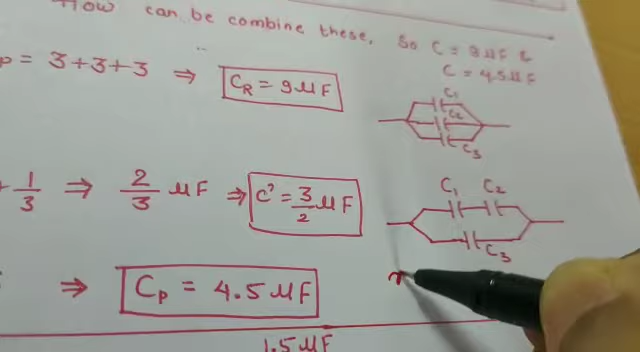 How can be combine these. So C = 9 μF &
C = 4.5 μF
p = 3+3+3 ⇒ C_R = 9 μF
C₁
C₂
C₃
+ 1/3 ⇒ 2/3 μF ⇒ C' = 3/2 μF
C₁ C₂
C₃
⇒ C_P = 4.5 μF
1.5 μF